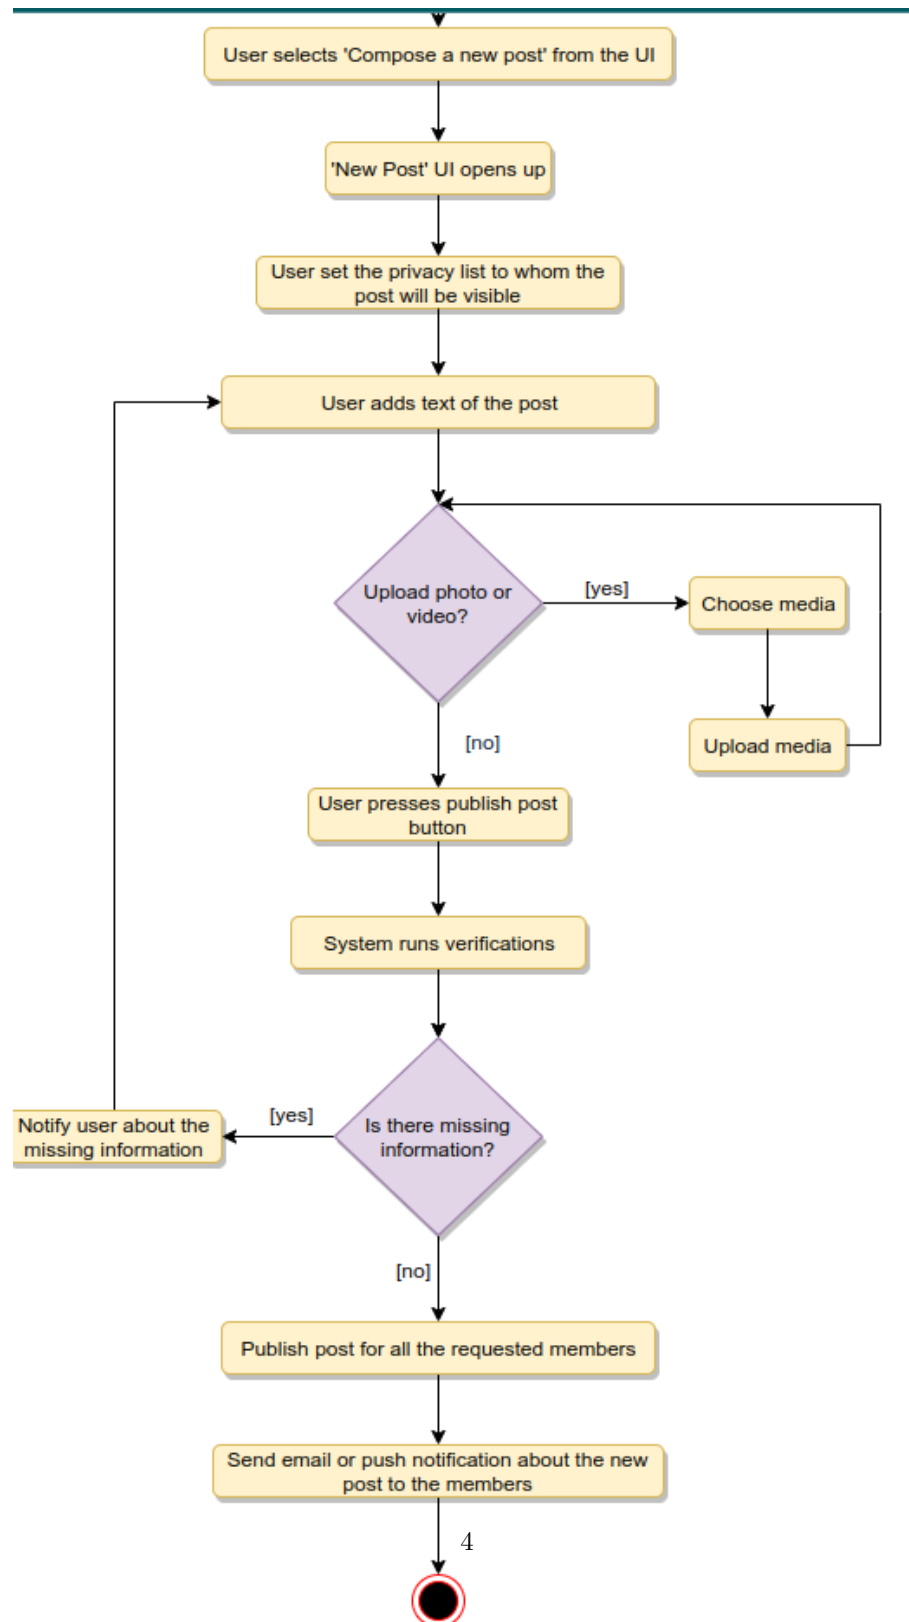 User selects 'Compose a new post' from the UI
'New Post' UI opens up
User set the privacy list to whom the
post will be visible
User adds text of the post
Upload photo or
video?
[yes]
Choose media
Upload media
[no]
User presses publish post
button
System runs verifications
Is there missing
information?
[yes]
Notify user about the
missing information
[no]
Publish post for all the requested members
Send email or push notification about the new
post to the members
4